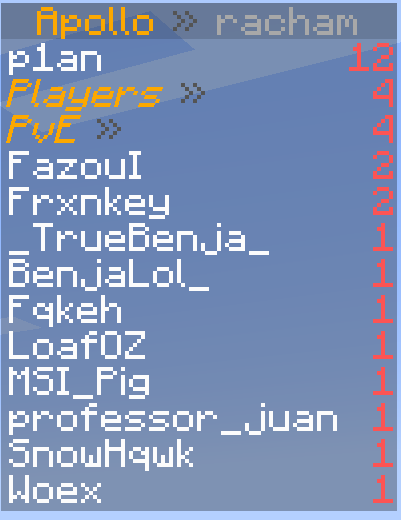 Apollo » racham
p1an 12
Players » 4
PvE » 4
FazouI 2
Frxnkey 2
_TrueBenja_ 1
BenjaLol_ 1
Fqkeh 1
LoafOZ 1
MSI_Pig 1
professor_juan 1
SnowHqwk 1
Woex 1